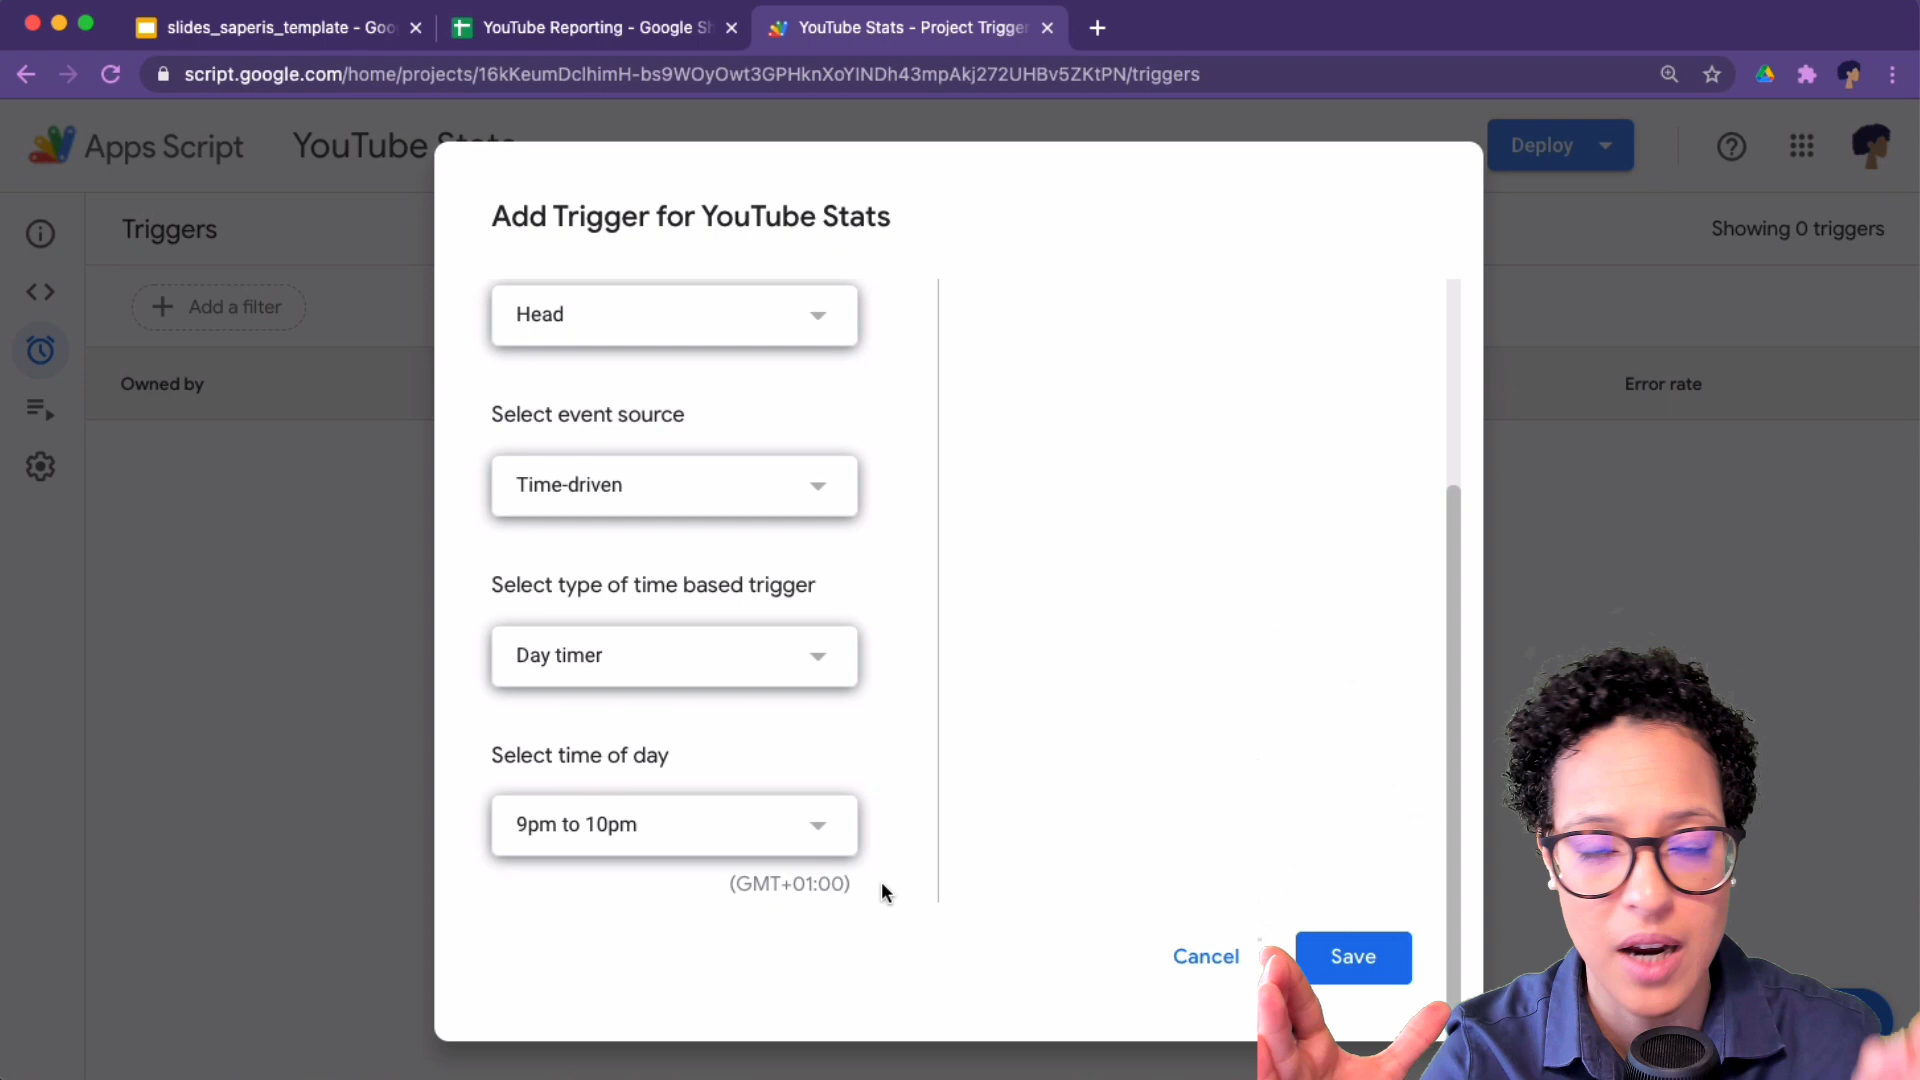 slides_saperis_template - Goo
YouTube Reporting - Google Sh
YouTube Stats - Project Trigger
script.google.com/home/projects/16kKeumDclhimH-bs9WOyOwt3GPHknXoYlNDh43mpAkj272UHBv5ZKtPN/triggers
Apps Script
YouTube Stats
Deploy
Triggers
Showing 0 triggers
Add a filter
Owned by
Error rate
Add Trigger for YouTube Stats
Head
Select event source
Time-driven
Select type of time based trigger
Day timer
Select time of day
9pm to 10pm
(GMT+01:00)
Cancel
Save